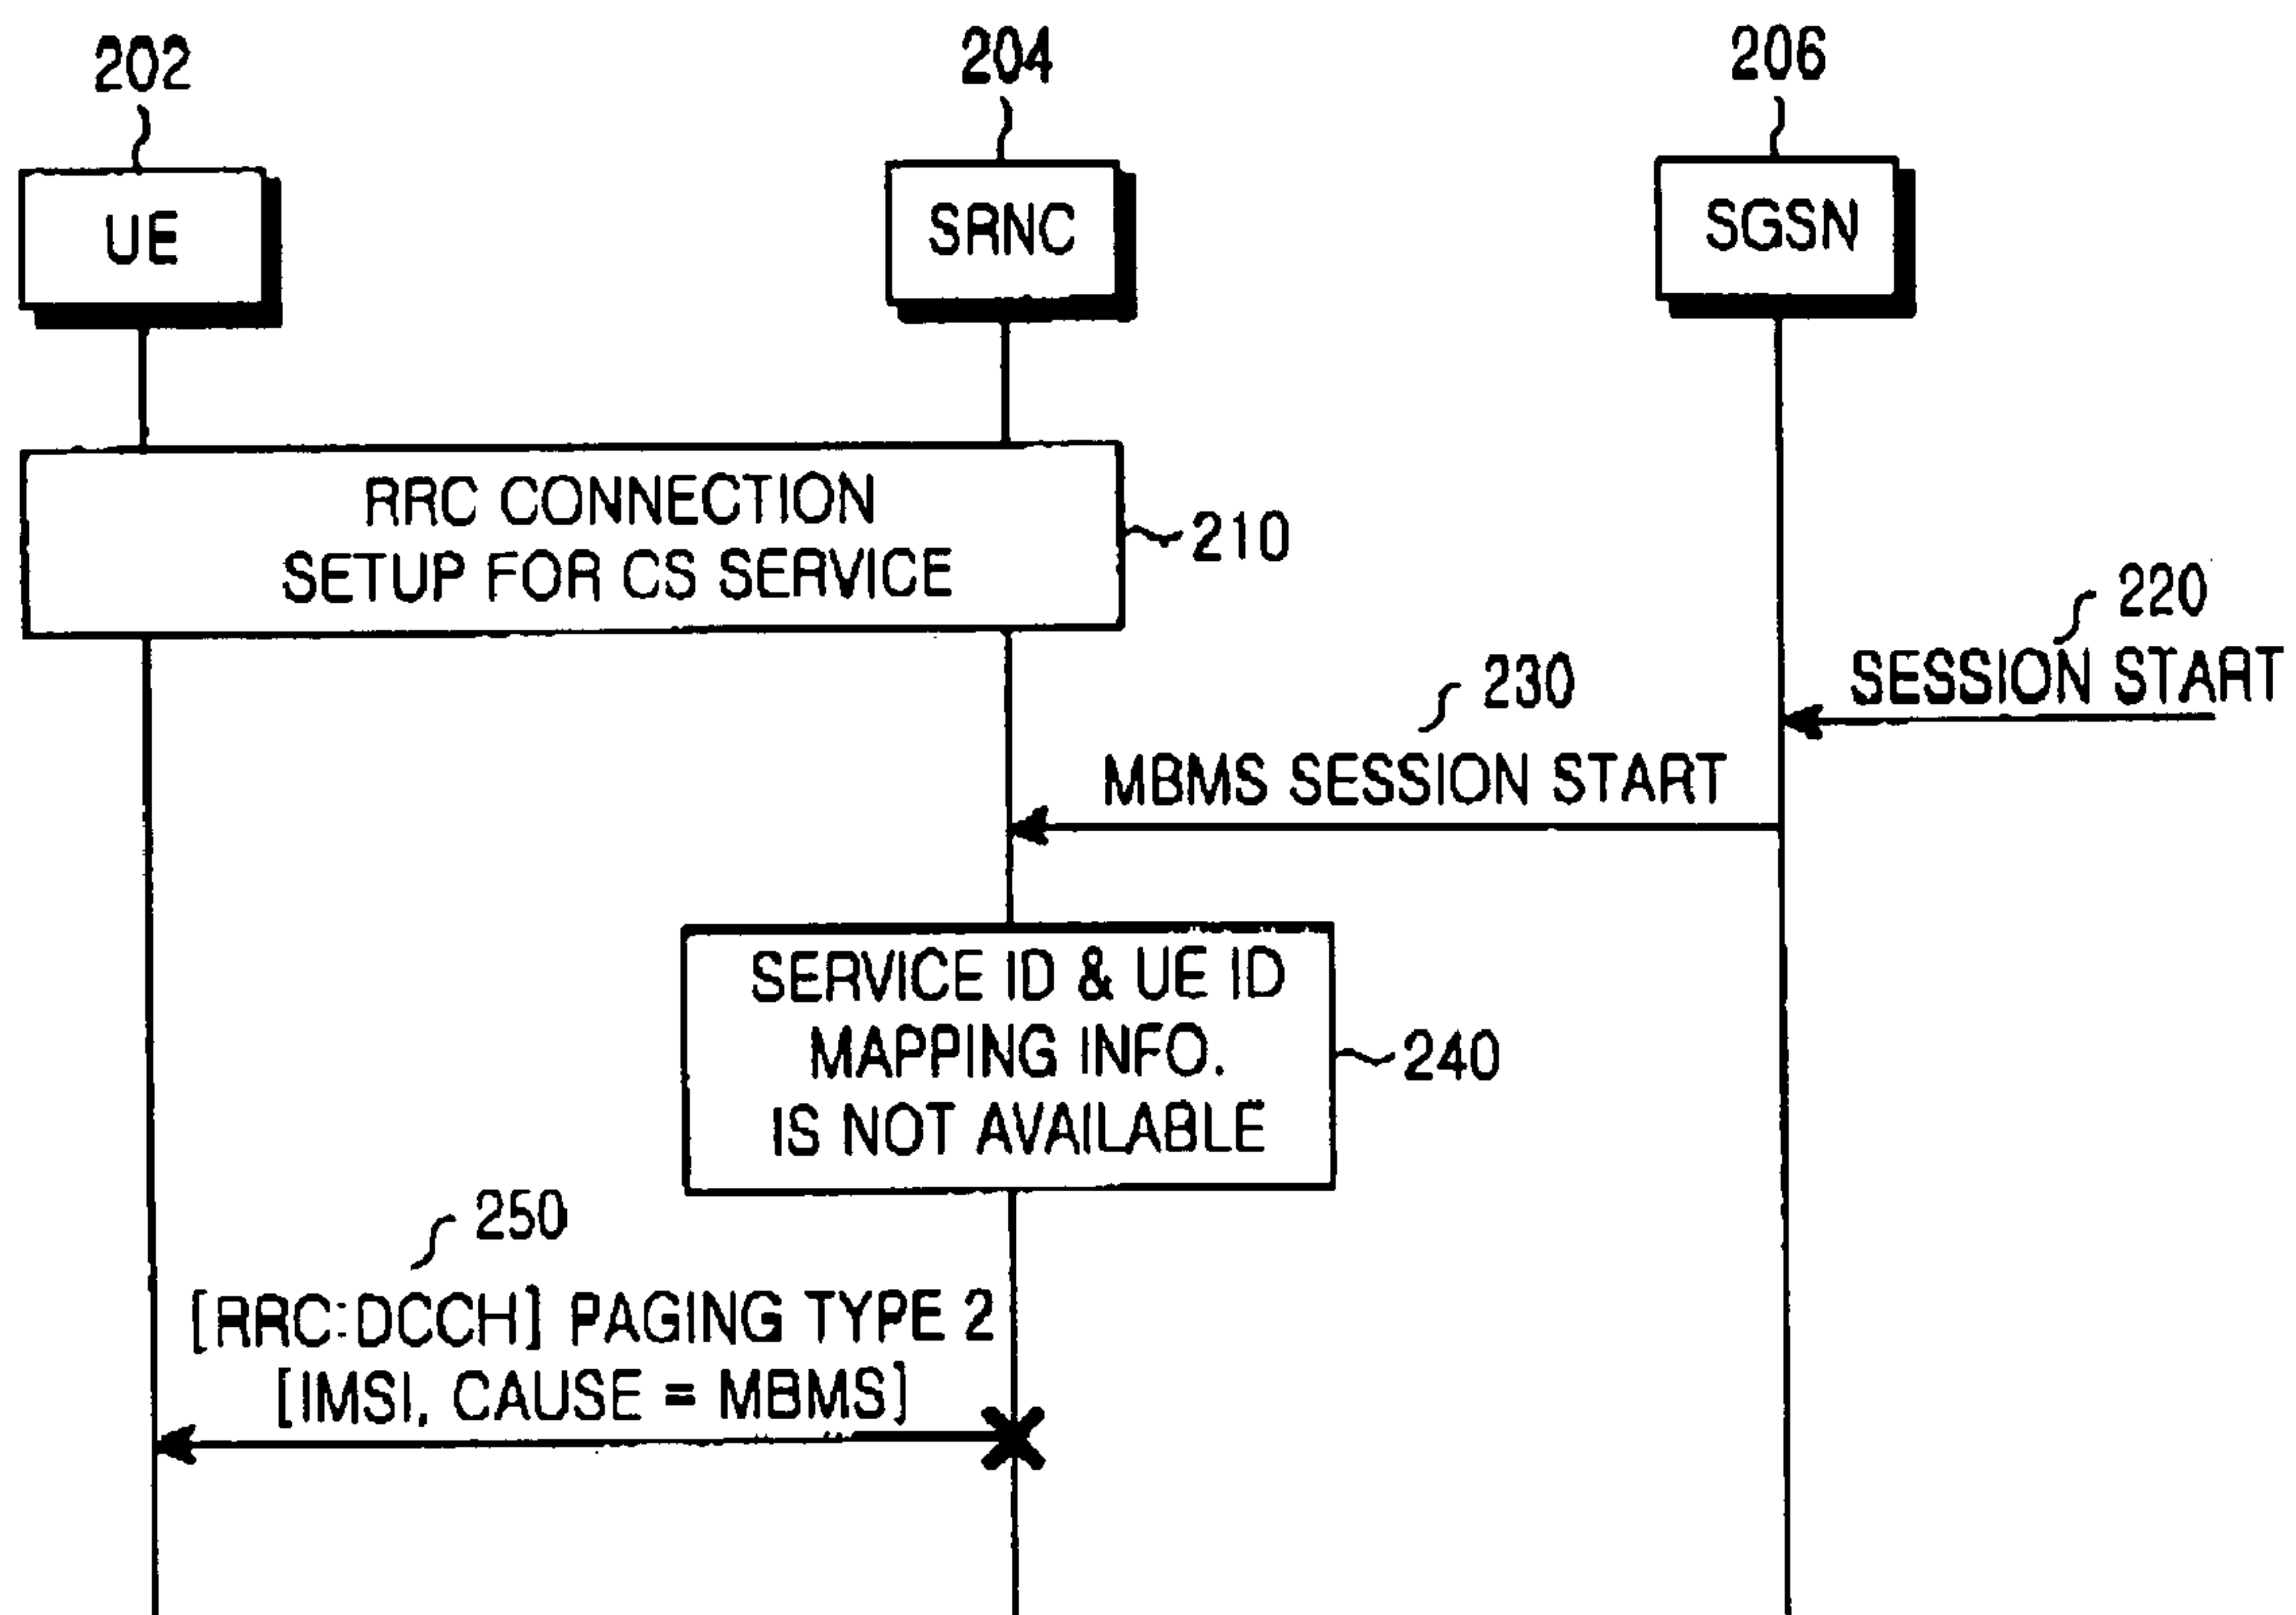 202
204
206
UE
SRNC
SGSN
RRC CONNECTION
SETUP FOR CS SERVICE
210
220
SESSION START
230
MBMS SESSION START
SERVICE ID & UE ID
MAPPING INFO.
IS NOT AVAILABLE
240
250
[RRC:DCCH] PAGING TYPE 2
[IMSI, CAUSE = MBMS]